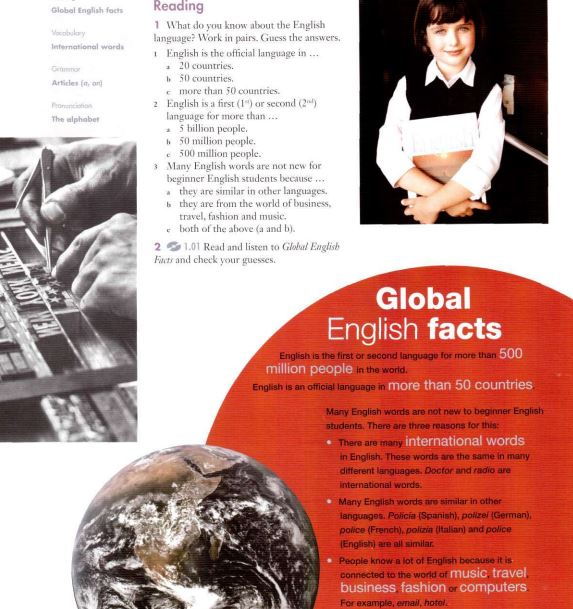 Global English facts
Vocabulary
International words
Grammar
Articles (a, an)
Pronunciation
The alphabet
Reading
1 What do you know about the English
language? Work in pairs. Guess the answers.
1 English is the official language in …
a 20 countries.
b 50 countries.
c more than 50 countries.
2 English is a first (1st) or second (2nd)
language for more than …
a 5 billion people.
b 50 million people.
c 500 million people.
3 Many English words are not new for
beginner English students because …
a they are similar in other languages.
b they are from the world of business,
travel, fashion and music.
c both of the above (a and b).
2 1.01 Read and listen to Global English
Facts and check your guesses.
NEW YORK
English
Global
English facts
English is the first or second language for more than 500
million people in the world.
English is an official language in more than 50 countries.
Many English words are not new to beginner English
students. There are three reasons for this:
• There are many international words
in English. These words are the same in many
different languages. Doctor and radio are
international words.
• Many English words are similar in other
languages. Policia (Spanish), polizei (German),
police (French), polizia (Italian) and police
(English) are all similar.
• People know a lot of English because it is
connected to the world of music, travel,
business, fashion or computers.
For example, email, hotel.